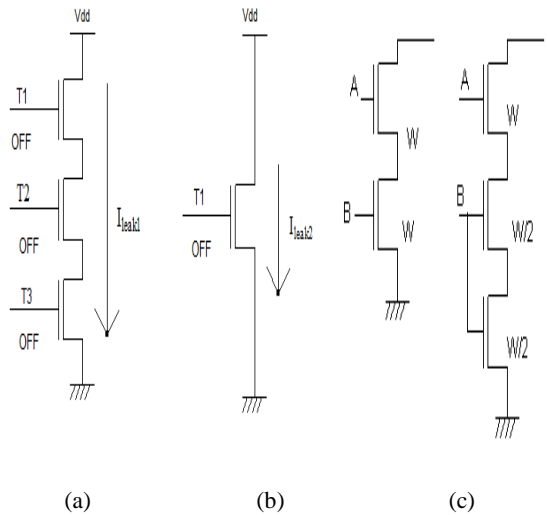 Vdd
T1
OFF
T2
OFF
T3
OFF
Ileak1
Vdd
T1
OFF
Ileak2
A
W
B
W
A
W
B
W/2
W/2
(a) (b) (c)